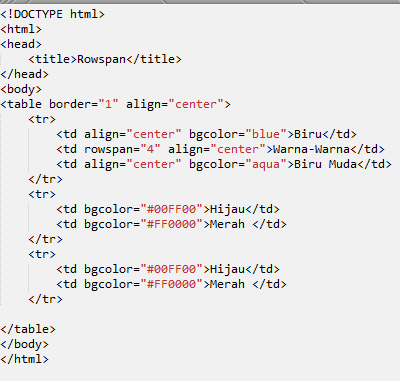 <!DOCTYPE html>
<html>
<head>
    <title>Rowspan</title>
</head>
<body>
<table border="1" align="center">
    <tr>
        <td align="center" bgcolor="blue">Biru</td>
        <td rowspan="4" align="center">Warna-Warna</td>
        <td align="center" bgcolor="aqua">Biru Muda</td>
    </tr>
    <tr>
        <td bgcolor="#00FF00">Hijau</td>
        <td bgcolor="#FF0000">Merah </td>
    </tr>
    <tr>
        <td bgcolor="#00FF00">Hijau</td>
        <td bgcolor="#FF0000">Merah </td>
    </tr>

</table>
</body>
</html>